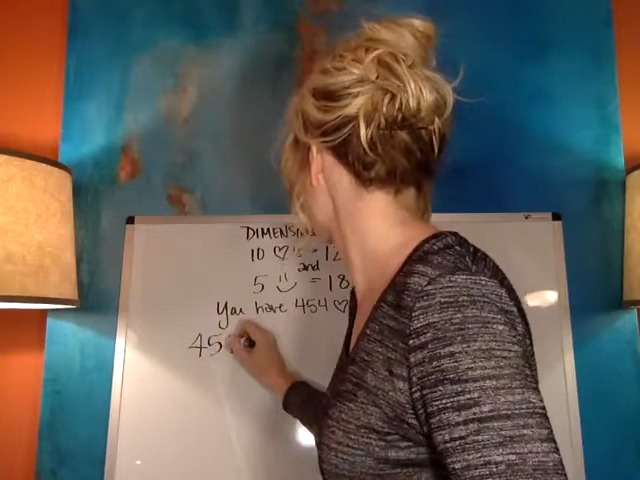 DIMENSI
10 ♡'s = 12
and
5 ☺ = 18
You have 454 ♡
45